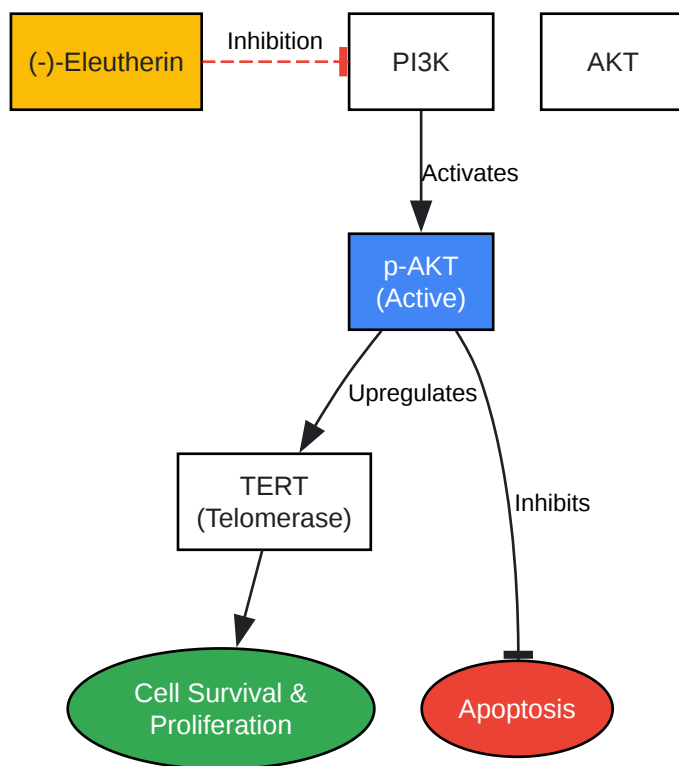 (-)-Eleutherin
Inhibition
PI3K
AKT
Activates
p-AKT
(Active)
Upregulates
TERT
(Telomerase)
Inhibits
Cell Survival &
Proliferation
Apoptosis